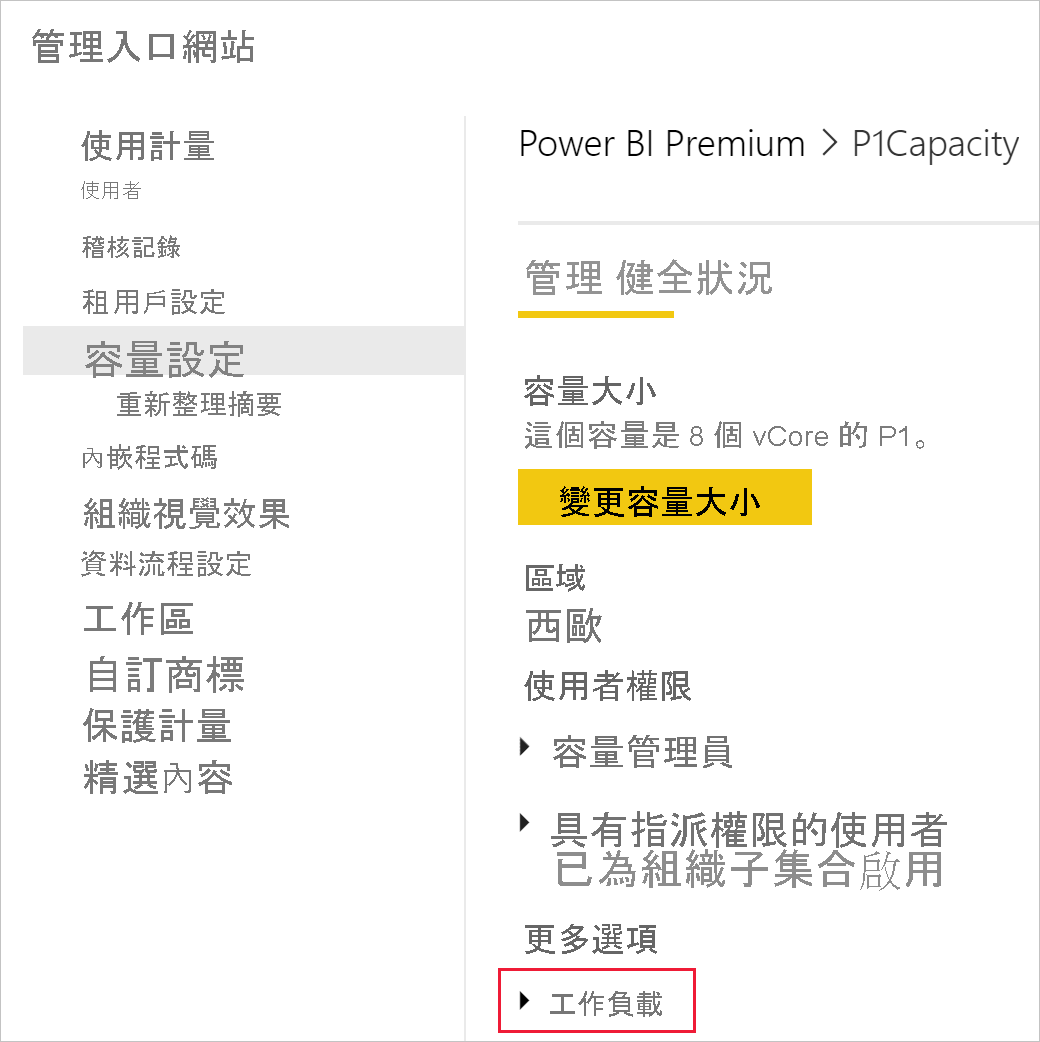 管理入口網站
使用計量
使用者
稽核記錄
租用戶設定
容量設定
重新整理摘要
內嵌程式碼
組織視覺效果
資料流程設定
工作區
自訂商標
保護計量
精選內容
Power BI Premium > P1Capacity
管理 健全狀況
容量大小
這個容量是 8 個 vCore 的 P1。
變更容量大小
區域
西歐
使用者權限
容量管理員
具有指派權限的使用者
已為組織子集合啟用
更多選項
工作負載